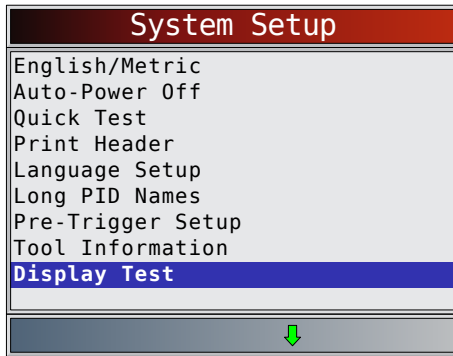 System Setup
English/Metric
Auto-Power Off
Quick Test
Print Header
Language Setup
Long PID Names
Pre-Trigger Setup
Tool Information
Display Test